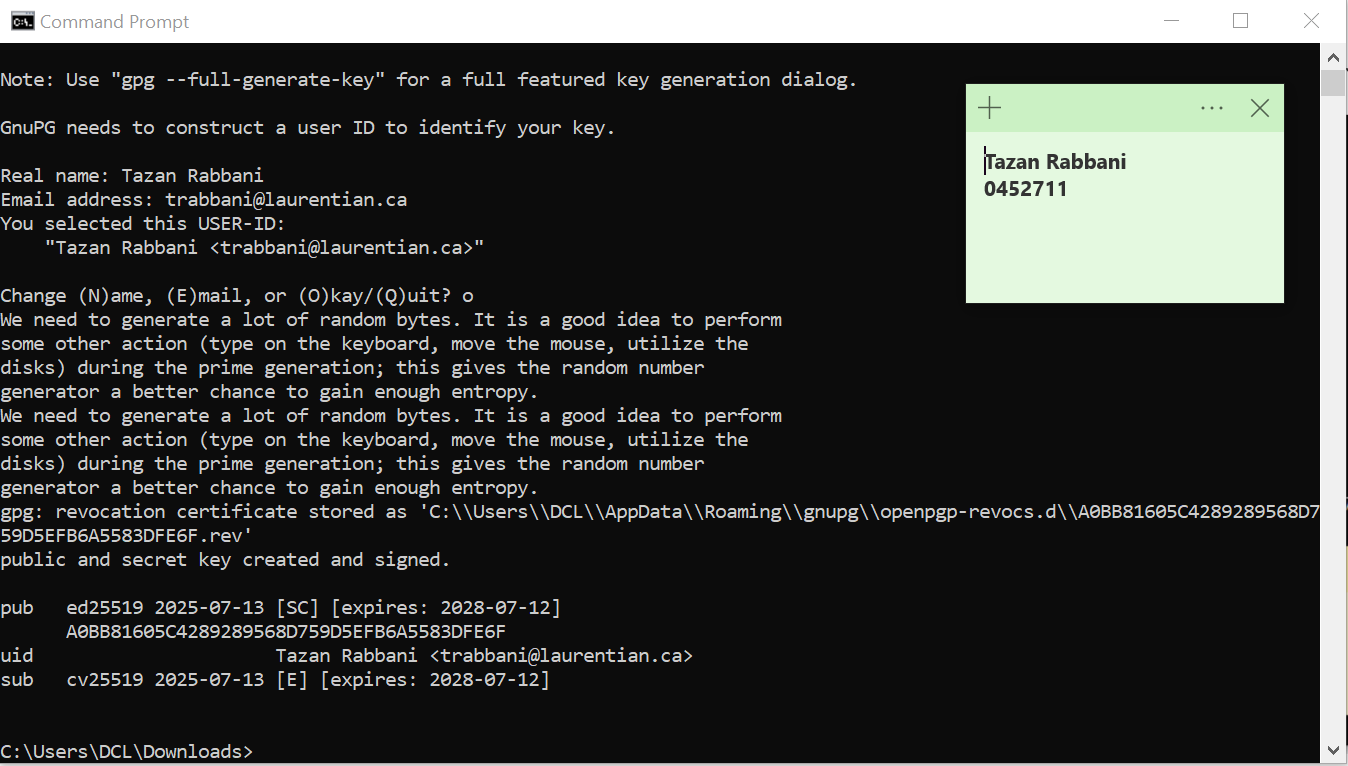 Command Prompt
Note: Use "gpg --full-generate-key" for a full featured key generation dialog.
GnuPG needs to construct a user ID to identify your key.
Real name: Tazan Rabbani
Email address: trabbani@laurentian.ca
You selected this USER-ID:
"Tazan Rabbani <trabbani@laurentian.ca>"
Change (N)ame, (E)mail, or (O)kay/(Q)uit? o
We need to generate a lot of random bytes. It is a good idea to perform
some other action (type on the keyboard, move the mouse, utilize the
disks) during the prime generation; this gives the random number
generator a better chance to gain enough entropy.
We need to generate a lot of random bytes. It is a good idea to perform
some other action (type on the keyboard, move the mouse, utilize the
disks) during the prime generation; this gives the random number
generator a better chance to gain enough entropy.
gpg: revocation certificate stored as 'C:\\Users\\DCL\\AppData\\Roaming\\gnupg\\openpgp-revocs.d\\A0BB81605C4289289568D7
59D5EFB6A5583DFE6F.rev'
public and secret key created and signed.
pub   ed25519 2025-07-13 [SC] [expires: 2028-07-12]
A0BB81605C4289289568D759D5EFB6A5583DFE6F
uid                      Tazan Rabbani <trabbani@laurentian.ca>
sub   cv25519 2025-07-13 [E] [expires: 2028-07-12]
C:\Users\DCL\Downloads>
Tazan Rabbani
0452711